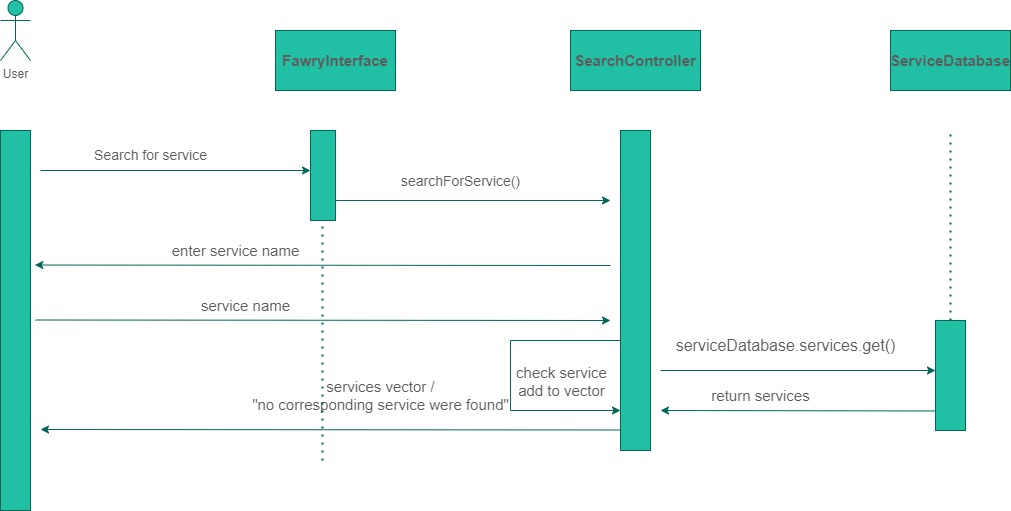 User
FawryInterface
SearchController
ServiceDatabase
Search for service
searchForService()
enter service name
service name
serviceDatabase.services.get()
check service
add to vector
services vector /
"no corresponding service were found"
return services